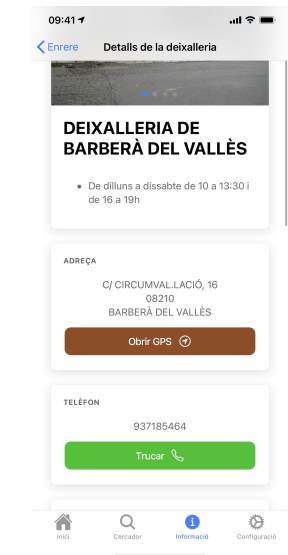 09:41
Enrere
Detalls de la deixalleria
DEIXALLERIA DE
BARBERÀ DEL VALLÈS
• De dilluns a dissabte de 10 a 13:30 i
de 16 a 19h
ADREÇA
C/ CIRCUMVAL.LACIÓ, 16
08210
BARBERÀ DEL VALLÈS
Obrir GPS
TELÈFON
937185464
Trucar
Inici
Cercador
Informació
Configuració